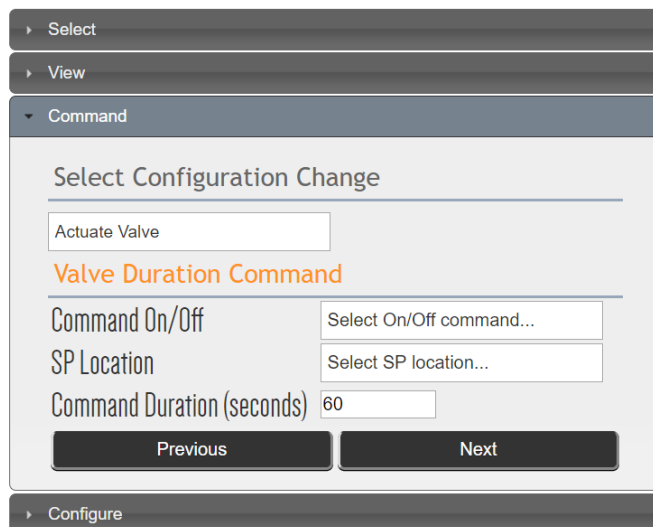 Select
View
Command
Select Configuration Change
Actuate Valve
Valve Duration Command
Command On/Off Select On/Off command...
SP Location Select SP location...
Command Duration (seconds) 60
Previous Next
Configure